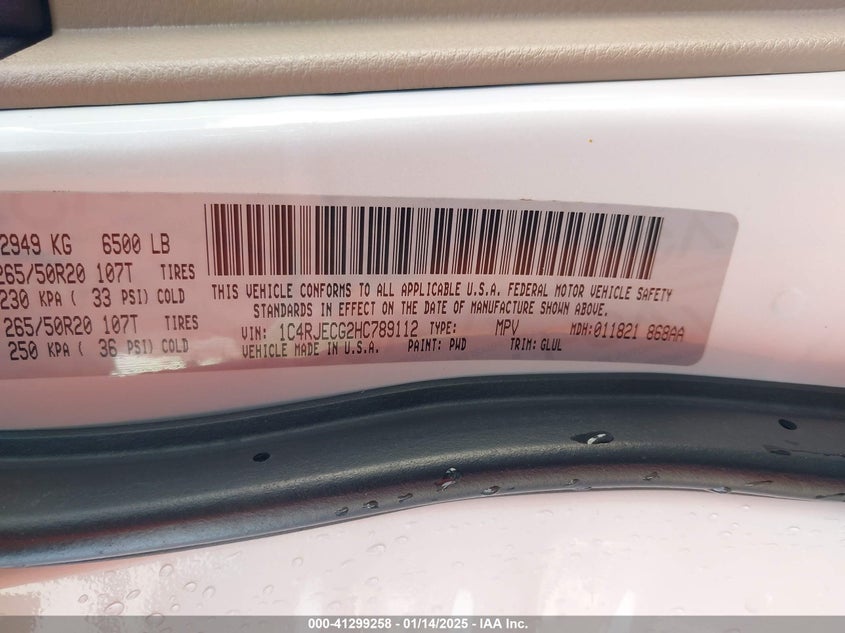 2949 KG 6500 LB
265/50R20 107T TIRES
230 KPA ( 33 PSI) COLD
265/50R20 107T TIRES
250 KPA ( 36 PSI) COLD
THIS VEHICLE CONFORMS TO ALL APPLICABLE U.S.A. FEDERAL MOTOR VEHICLE SAFETY
STANDARDS IN EFFECT ON THE DATE OF MANUFACTURE SHOWN ABOVE.
VIN: 1C4RJECG2HC789112 TYPE: MPV MDH: 011821 868AA
VEHICLE MADE IN U.S.A. PAINT: PWD TRIM: GLUL
000-41299258 - 01/14/2025 - IAA Inc.